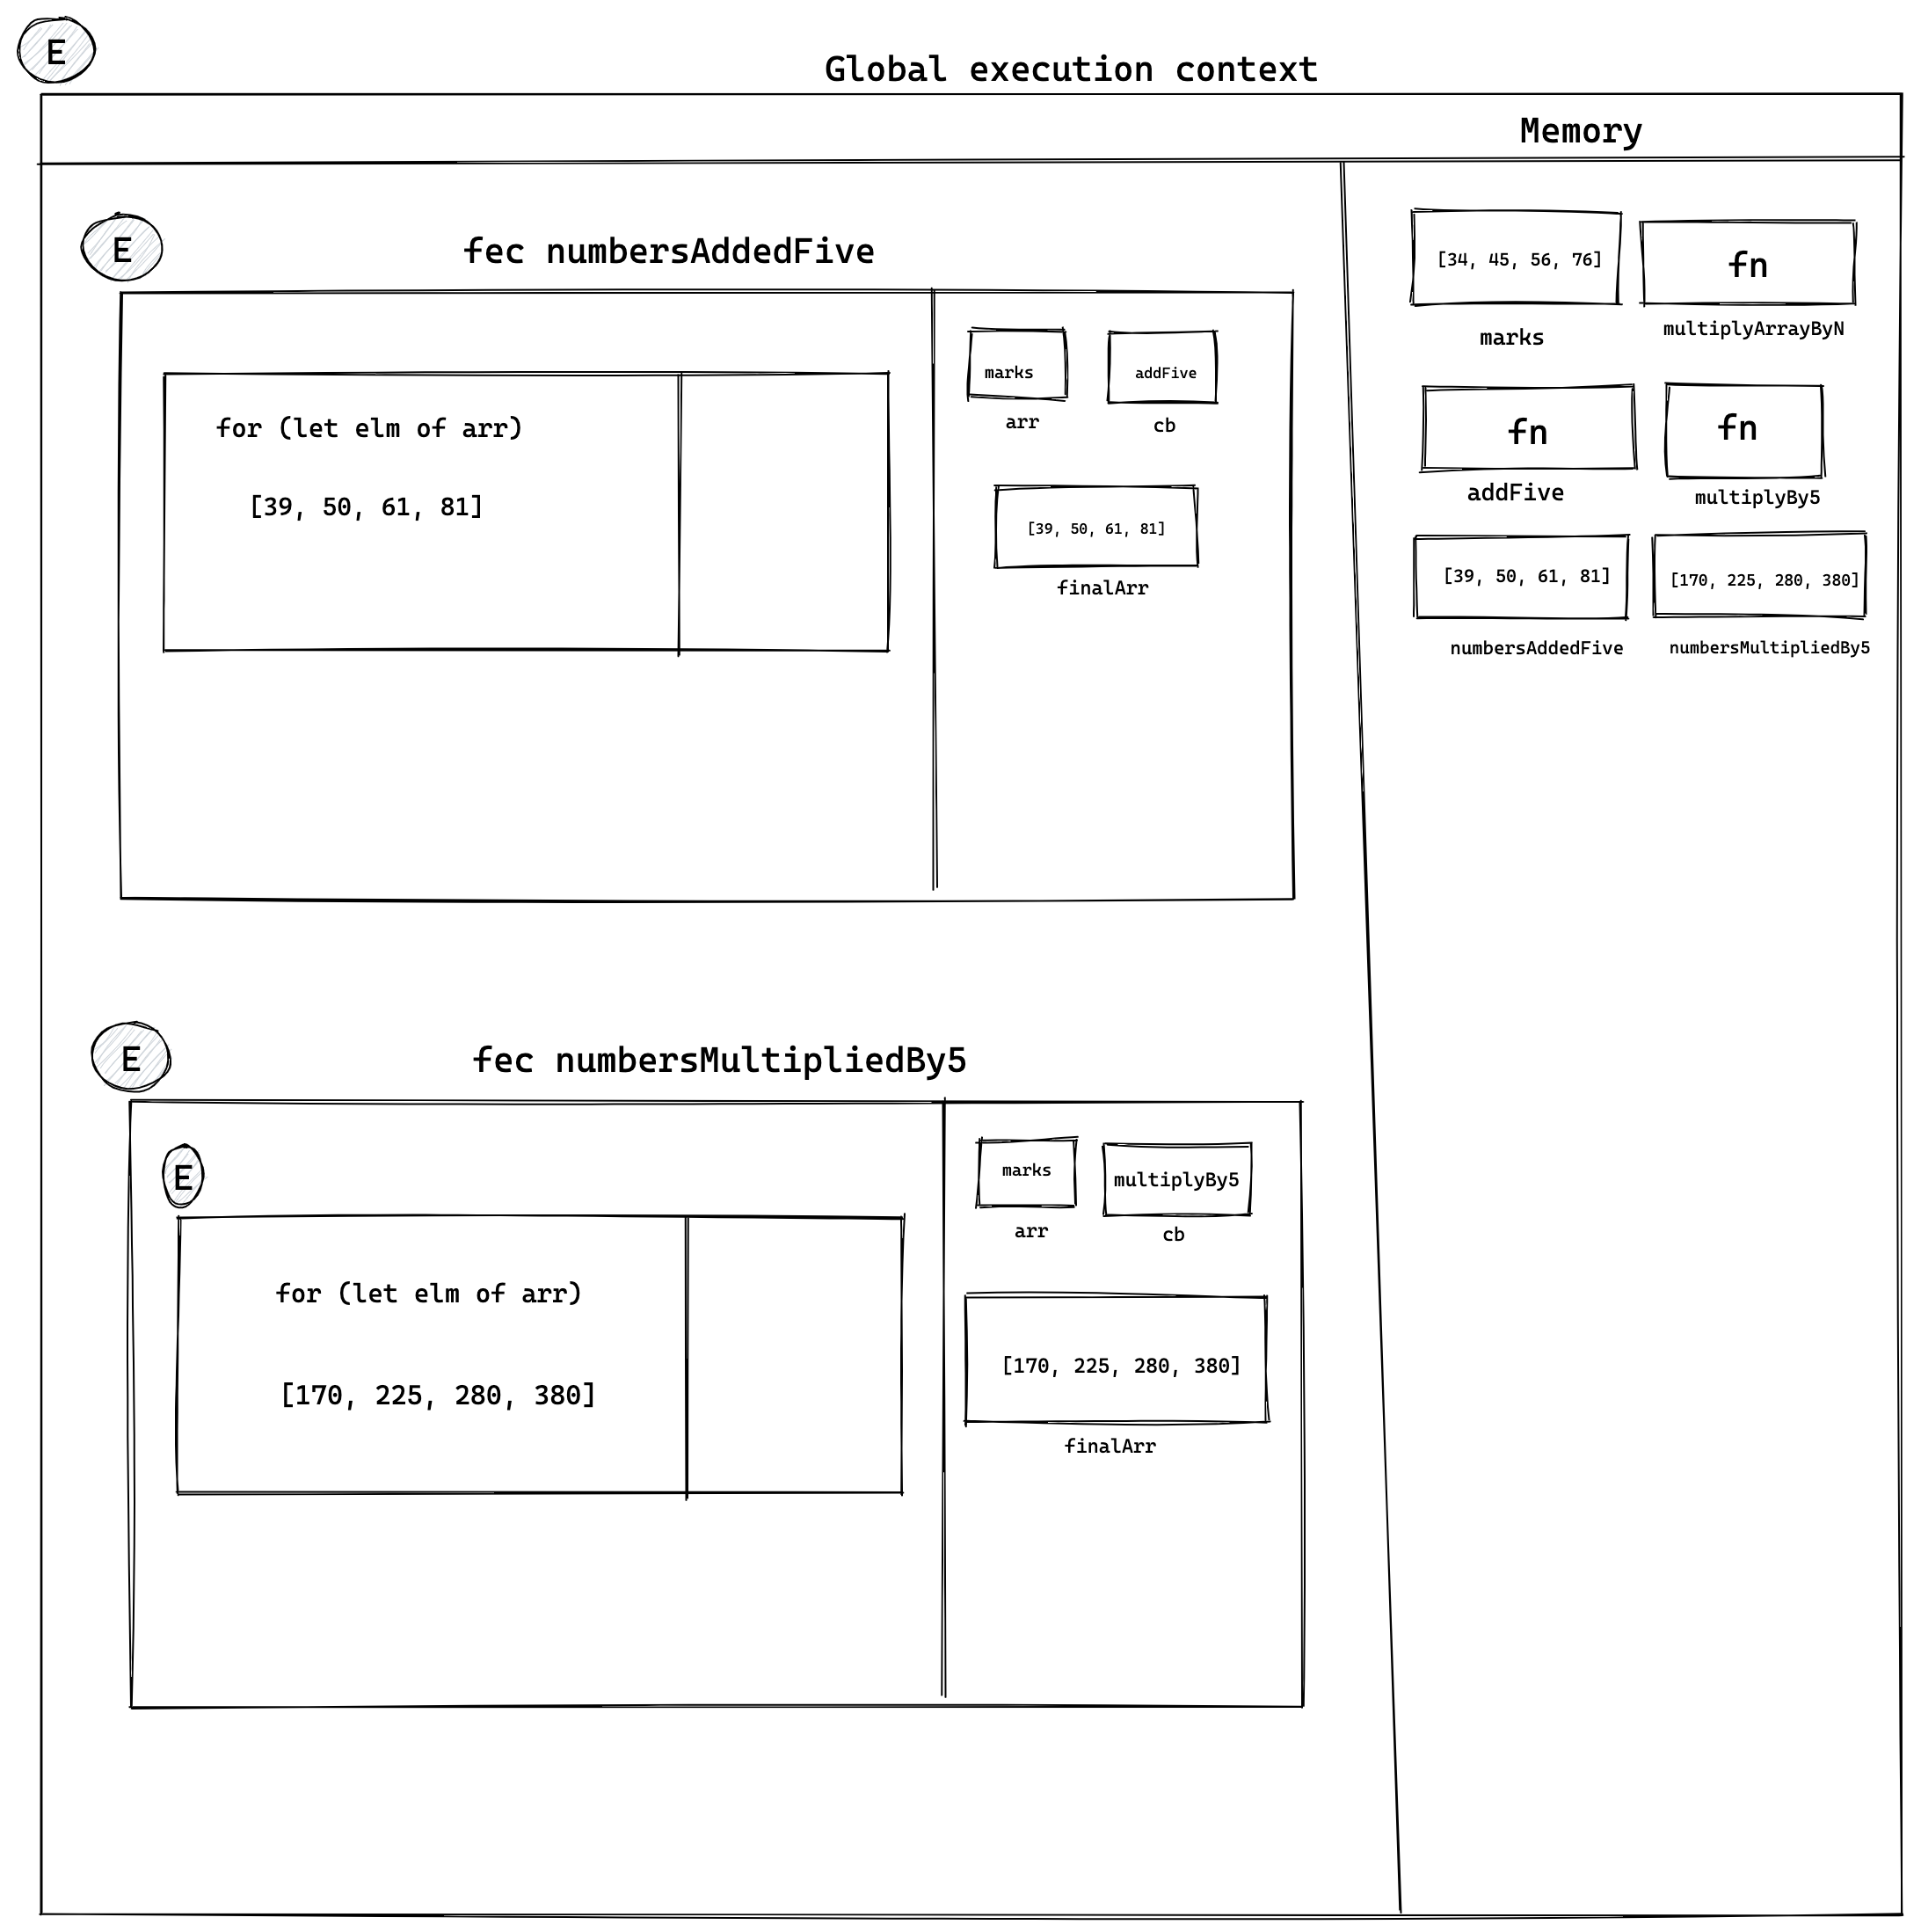 E
Global execution context
Memory
E
fec numbersAddedFive
for (let elm of arr)
[39, 50, 61, 81]
marks
arr
addFive
cb
[39, 50, 61, 81]
finalArr
[34, 45, 56, 76]
marks
fn
multiplyArrayByN
fn
addFive
fn
multiplyBy5
[39, 50, 61, 81]
numbersAddedFive
[170, 225, 280, 380]
numbersMultipliedBy5
E
fec numbersMultipliedBy5
E
for (let elm of arr)
[170, 225, 280, 380]
marks
arr
multiplyBy5
cb
[170, 225, 280, 380]
finalArr